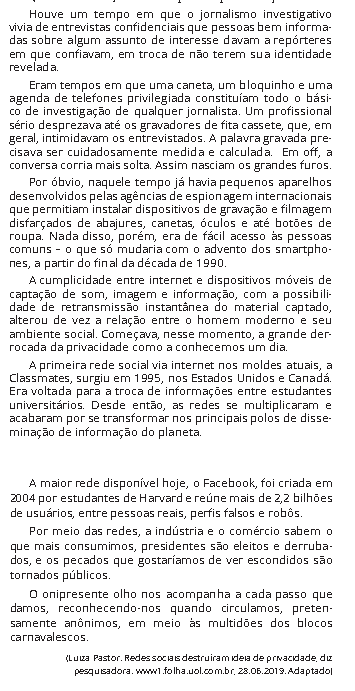 Houve um tempo em que o jornalismo investigativo
vivia de entrevistas confidenciais que pessoas bem informa-
das sobre algum assunto de interesse davam a repórteres
em que confiavam, em troca de não terem sua identidade
revelada.
Eram tempos em que uma caneta, um bloquinho e uma
agenda de telefones privilegiada constituíam todo o bási-
co de investigação de qualquer jornalista. Um profissional
sério desprezava até os gravadores de fita cassete, que, em
geral, intimidavam os entrevistados. A palavra gravada pre-
cisava ser cuidadosamente medida e calculada. Em off, a
conversa corria mais solta. Assim nasciam os grandes furos.
Por óbvio, naquele tempo já havia pequenos aparelhos
desenvolvidos pelas agências de espionagem internacionais
que permitiam instalar dispositivos de gravação e filmagem
disfarçados de abajures, canetas, óculos e até botões de
roupa. Nada disso, porém, era de fácil acesso às pessoas
comuns – o que só mudaria com o advento dos smartpho-
nes, a partir do final da década de 1990.
A cumplicidade entre internet e dispositivos móveis de
captação de som, imagem e informação, com a possibili-
dade de retransmissão instantânea do material captado,
alterou de vez a relação entre o homem moderno e seu
ambiente social. Começava, nesse momento, a grande der-
rocada da privacidade como a conhecemos um dia.
A primeira rede social via internet nos moldes atuais, a
Classmates, surgiu em 1995, nos Estados Unidos e Canadá.
Era voltada para a troca de informações entre estudantes
universitários. Desde então, as redes se multiplicaram e
acabaram por se transformar nos principais polos de disse-
minação de informação do planeta.
A maior rede disponível hoje, o Facebook, foi criada em
2004 por estudantes de Harvard e reúne mais de 2,2 bilhões
de usuários, entre pessoas reais, perfis falsos e robôs.
Por meio das redes, a indústria e o comércio sabem o
que mais consumimos, presidentes são eleitos e derruba-
dos, e os pecados que gostaríamos de ver escondidos são
tornados públicos.
O onipresente olho nos acompanha a cada passo que
damos, reconhecendo-nos quando circulamos, preten-
samente anônimos, em meio às multidões dos blocos
carnavalescos.
(Luiza Pastor. Redes sociais destruíram ideia de privacidade, diz
pesquisadora. www1.folha.uol.com.br, 28.06.2019. Adaptado)